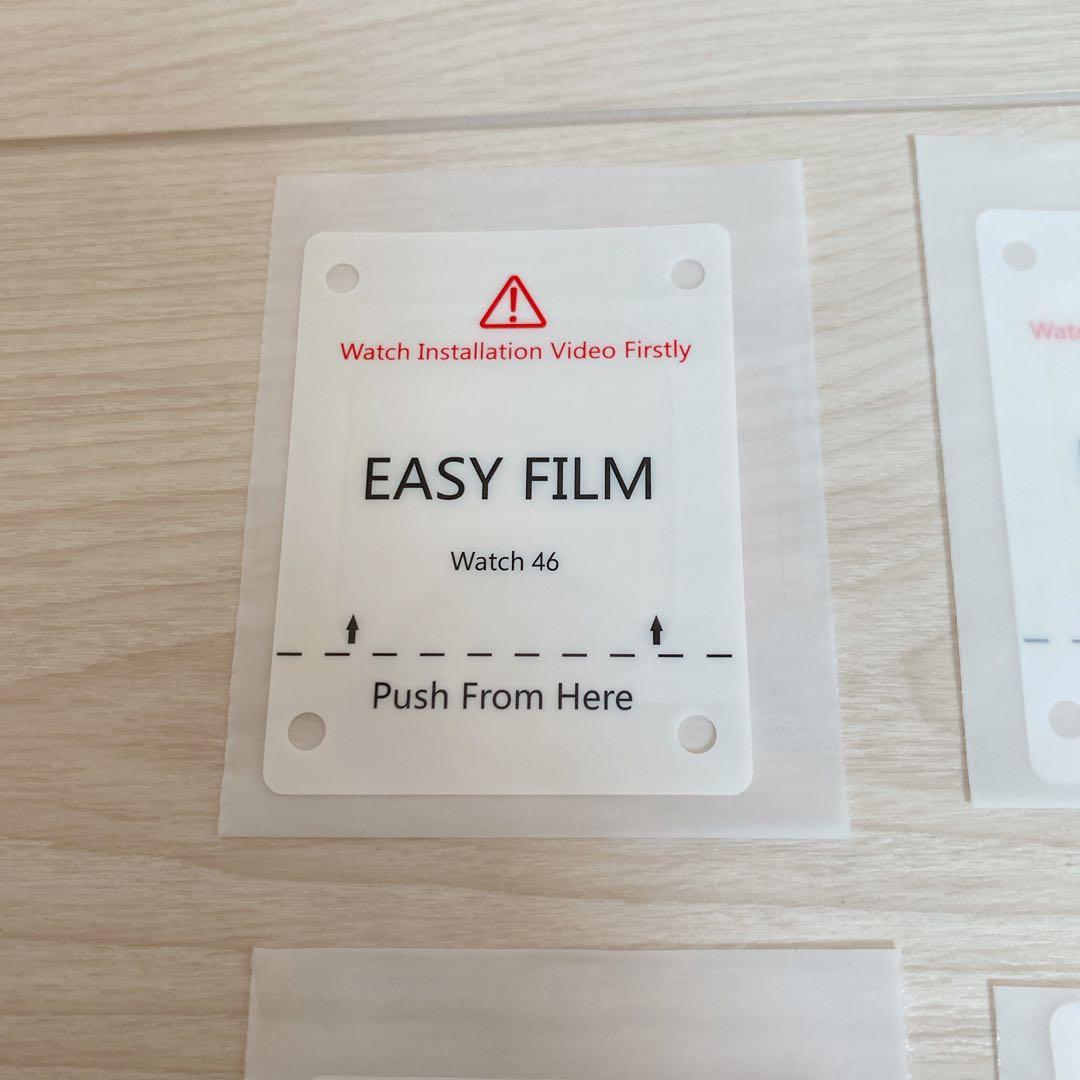 Watch Installation Video Firstly
EASY FILM
Watch 46
Push From Here